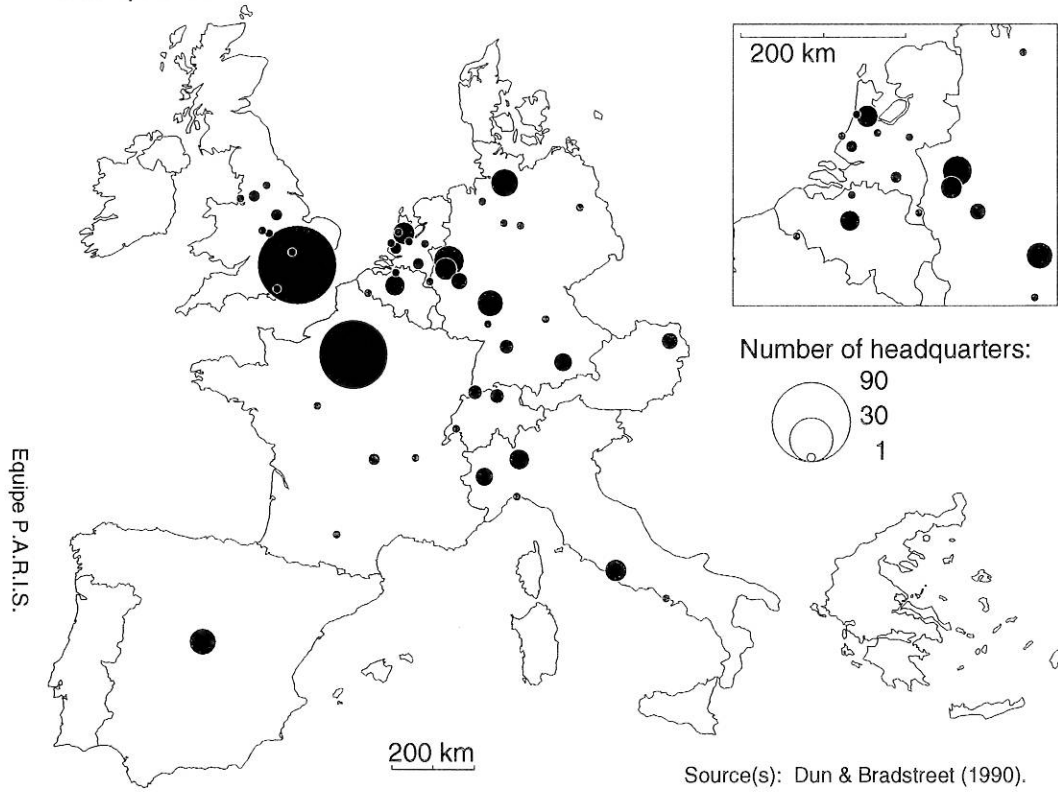 200 km
Number of headquarters:
90
30
1
Equipe P.A.R.I.S.
200 km
Source(s): Dun & Bradstreet (1990).